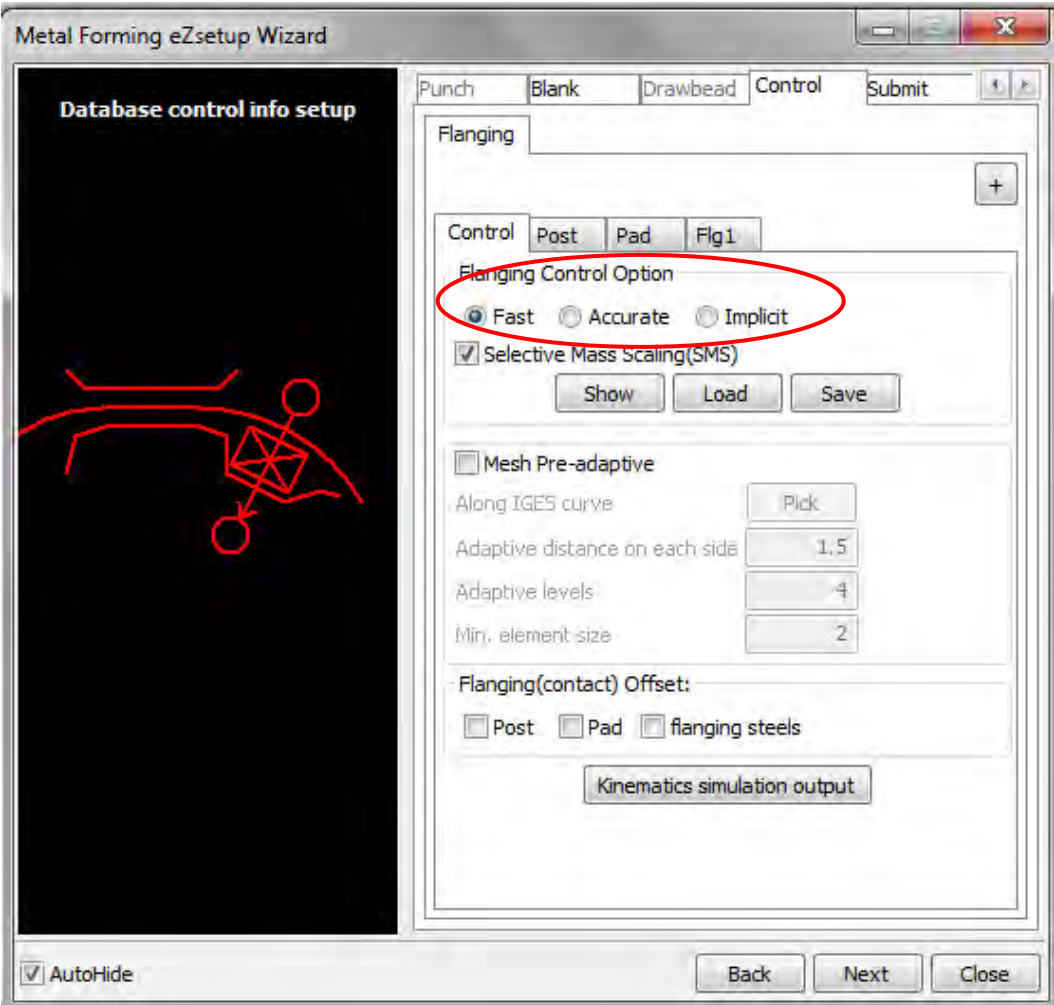 Metal Forming eZsetup Wizard
Database control info setup
Punch Blank Drawbead Control Submit
Flanging
+
Control Post Pad Flg1
Flanging Control Option
Fast Accurate Implicit
Selective Mass Scaling(SMS)
Show Load Save
Mesh Pre-adaptive
Along IGES curve Pick
Adaptive distance on each side 1.5
Adaptive levels 4
Min. element size 2
Flanging(contact) Offset:
Post Pad flanging steels
Kinematics simulation output
AutoHide Back Next Close